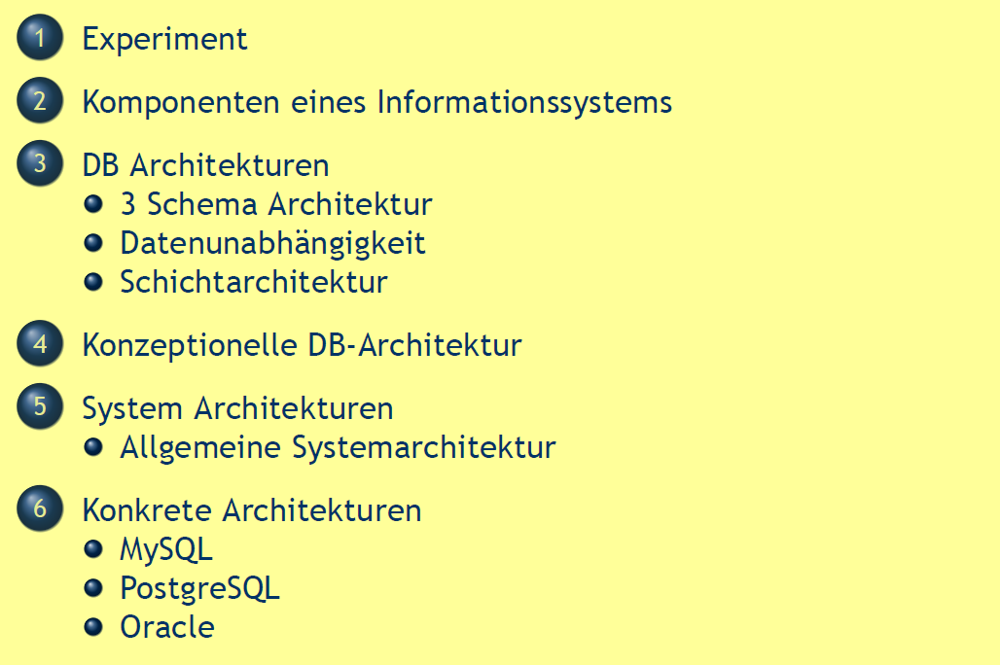 1 Experiment
2 Komponenten eines Informationssystems
3 DB Architekturen
3 Schema Architektur
Datenunabhängigkeit
Schichtarchitektur
4 Konzeptionelle DB-Architektur
5 System Architekturen
Allgemeine Systemarchitektur
6 Konkrete Architekturen
MySQL
PostgreSQL
Oracle